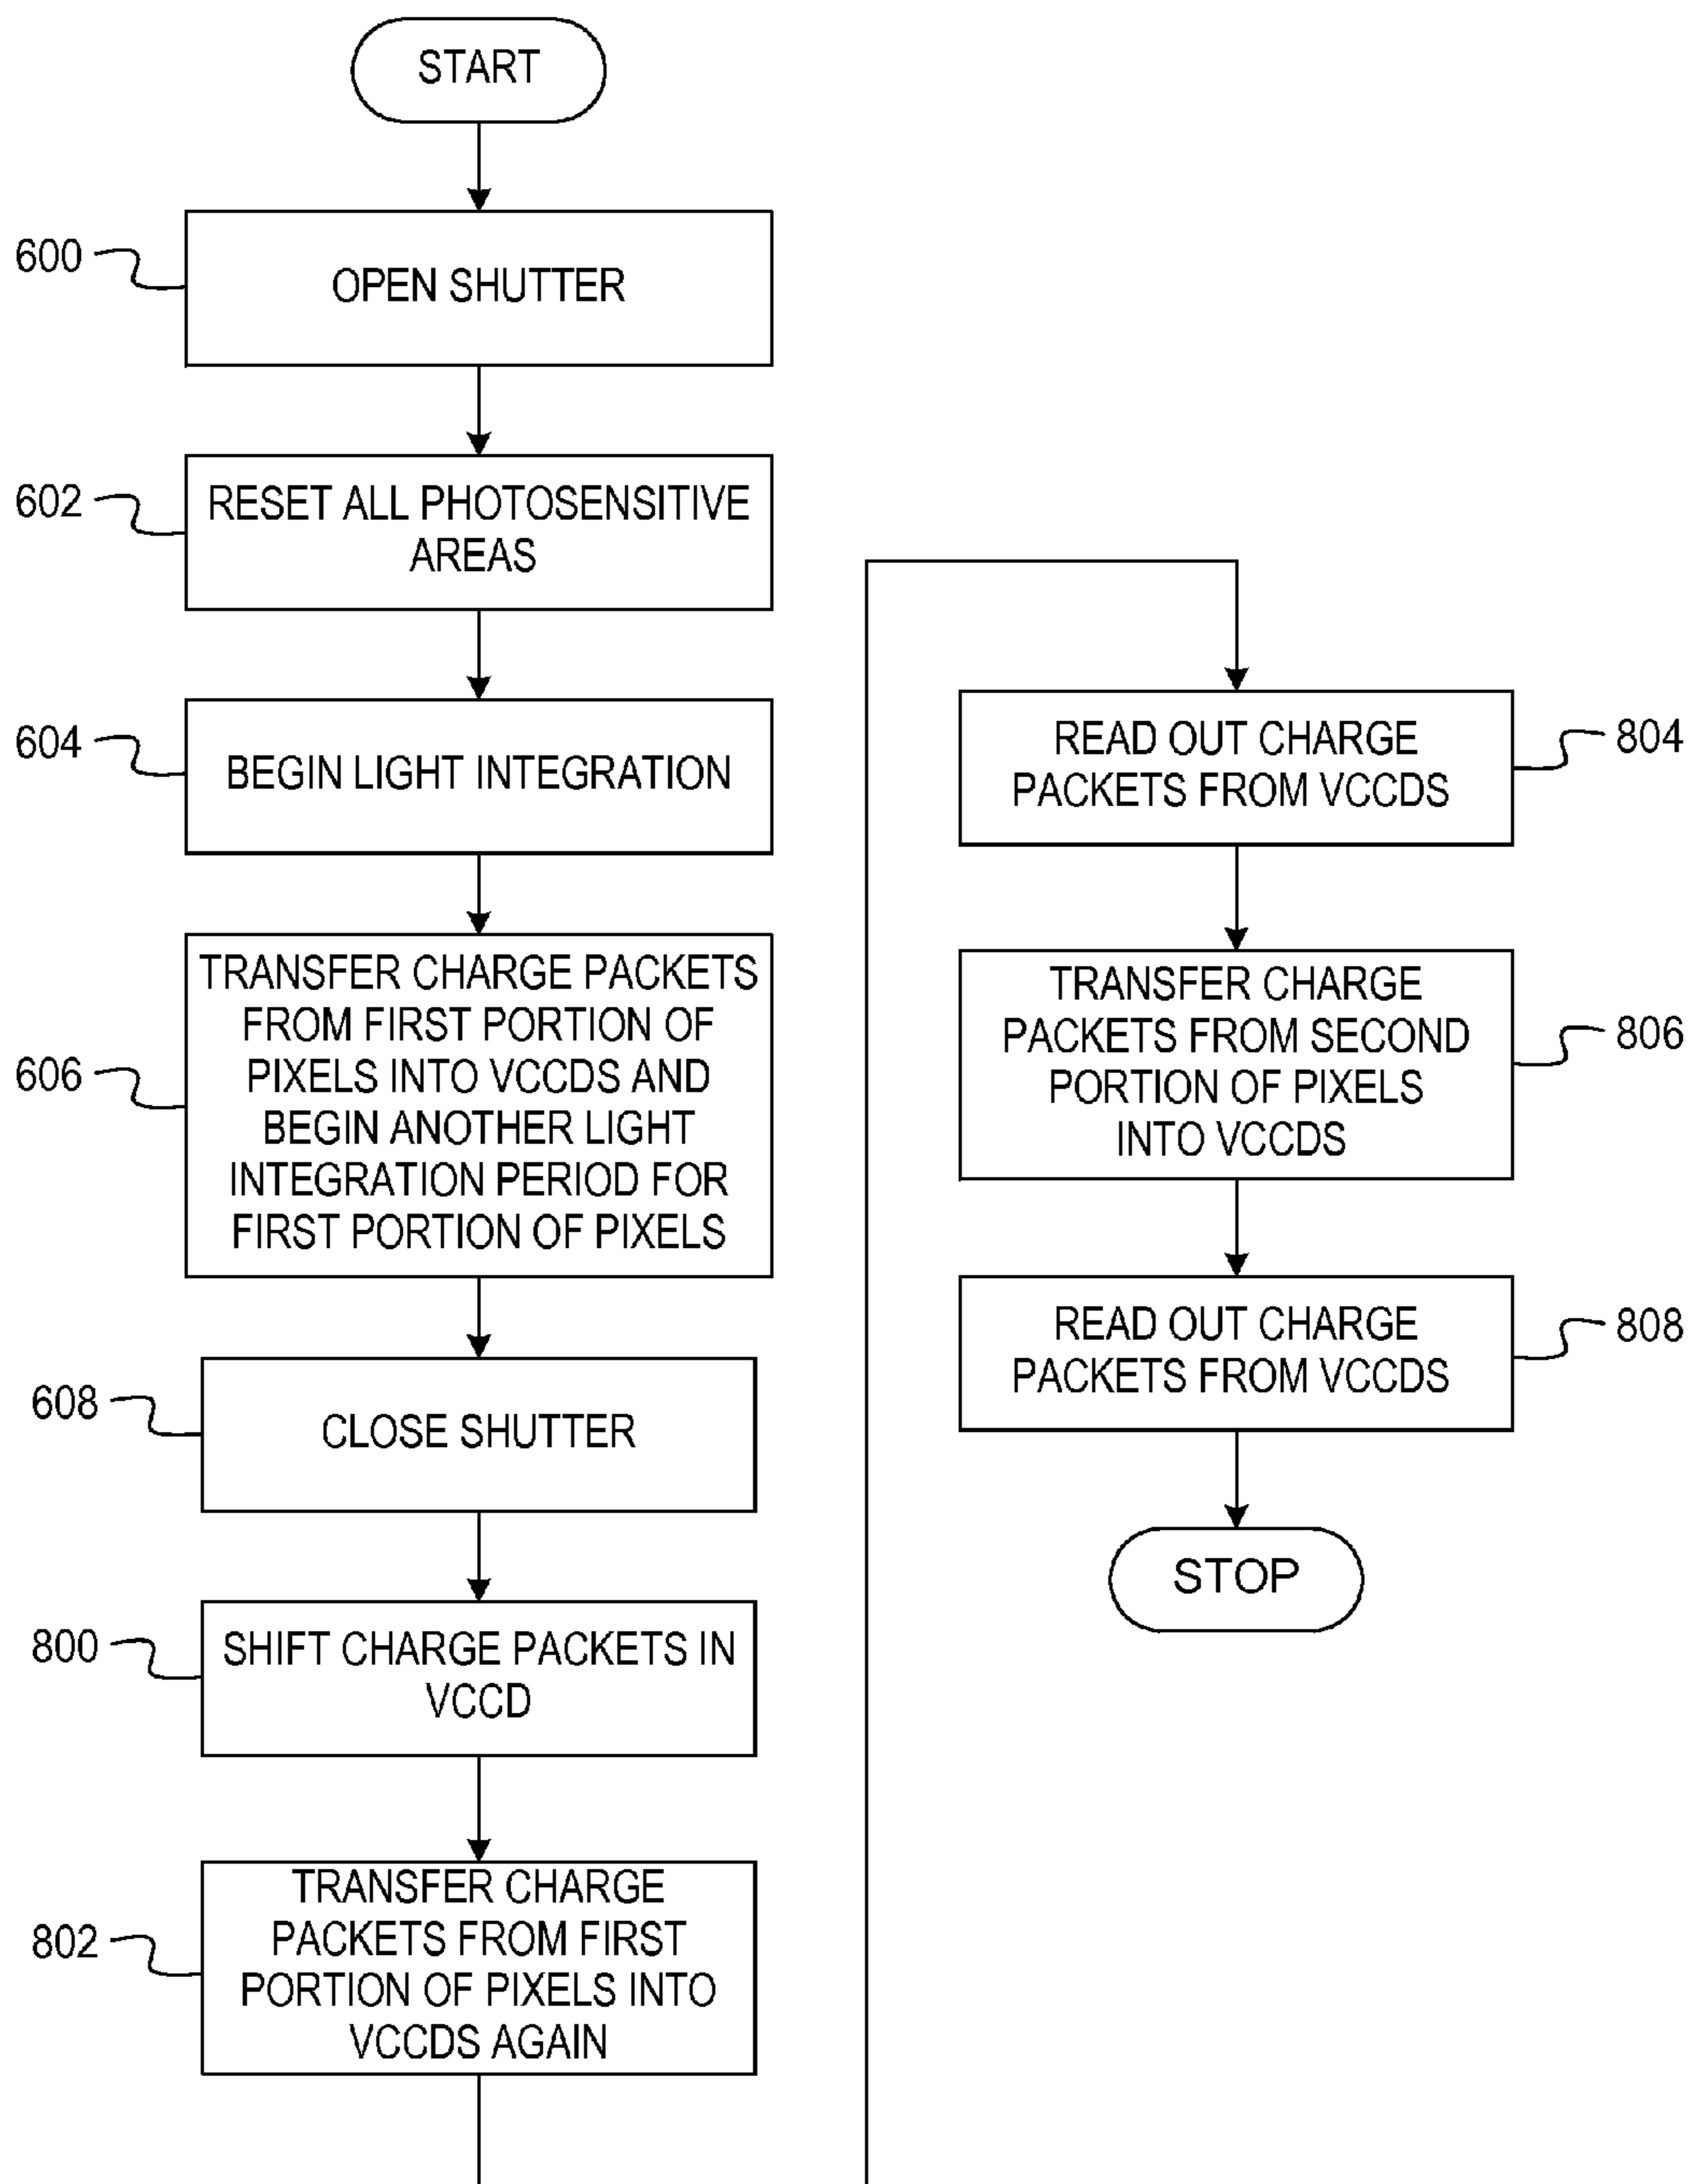 START
600
OPEN SHUTTER
602
RESET ALL PHOTOSENSITIVE
AREAS
604
BEGIN LIGHT INTEGRATION
606
TRANSFER CHARGE PACKETS
FROM FIRST PORTION OF
PIXELS INTO VCCDS AND
BEGIN ANOTHER LIGHT
INTEGRATION PERIOD FOR
FIRST PORTION OF PIXELS
608
CLOSE SHUTTER
800
SHIFT CHARGE PACKETS IN
VCCD
802
TRANSFER CHARGE
PACKETS FROM FIRST
PORTION OF PIXELS INTO
VCCDS AGAIN
READ OUT CHARGE
PACKETS FROM VCCDS
804
TRANSFER CHARGE
PACKETS FROM SECOND
PORTION OF PIXELS
INTO VCCDS
806
READ OUT CHARGE
PACKETS FROM VCCDS
808
STOP